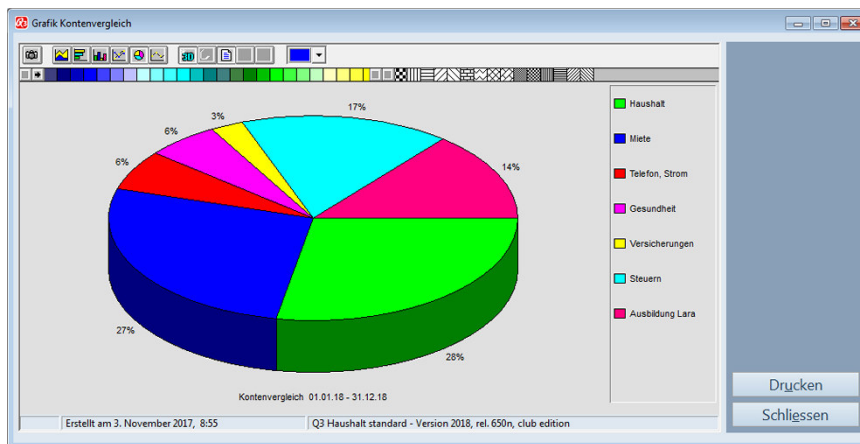 Grafik Kontenvergleich
3D
17%
3%
6%
6%
14%
27%
28%
Haushalt
Miete
Telefon, Strom
Gesundheit
Versicherungen
Steuern
Ausbildung Lara
Kontenvergleich 01.01.18 - 31.12.18
Drucken
Schliessen
Erstellt am 3. November 2017, 8:55
Q3 Haushalt standard - Version 2018, rel. 650n, club edition